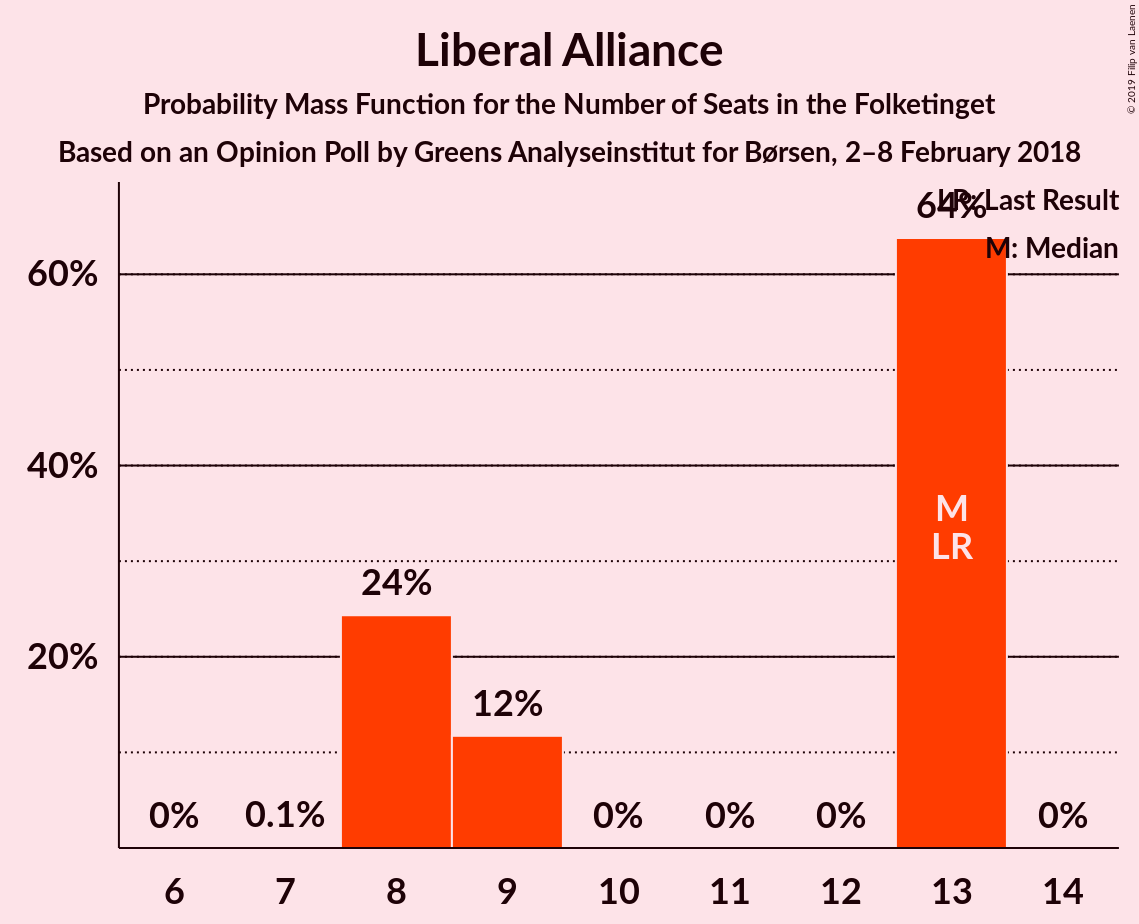 Liberal Alliance
Probability Mass Function for the Number of Seats in the Folketinget
Based on an Opinion Poll by Greens Analyseinstitut for Børsen, 2–8 February 2018
© 2019 Filip van Laenen
LR: Last Result
M: Median
60%
40%
20%
0%
0.1%
24%
12%
0%
0%
0%
64%
0%
M
LR
6
7
8
9
10
11
12
13
14